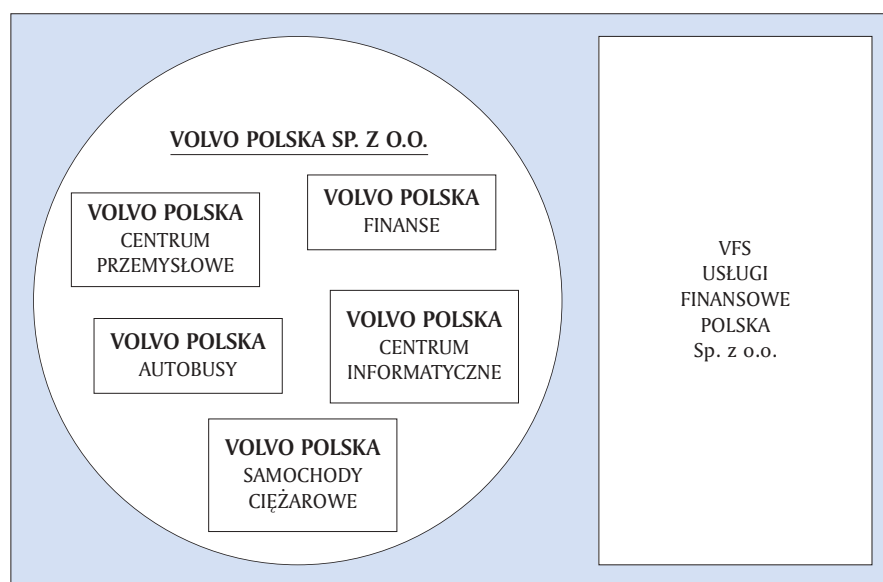 VOLVO POLSKA SP. Z O.O.
VOLVO POLSKA
CENTRUM
PRZEMYSŁOWE
VOLVO POLSKA
FINANSE
VOLVO POLSKA
AUTOBUSY
VOLVO POLSKA
CENTRUM
INFORMATYCZNE
VOLVO POLSKA
SAMOCHODY
CIĘŻAROWE
VFS
USŁUGI
FINANSOWE
POLSKA
Sp. z o.o.